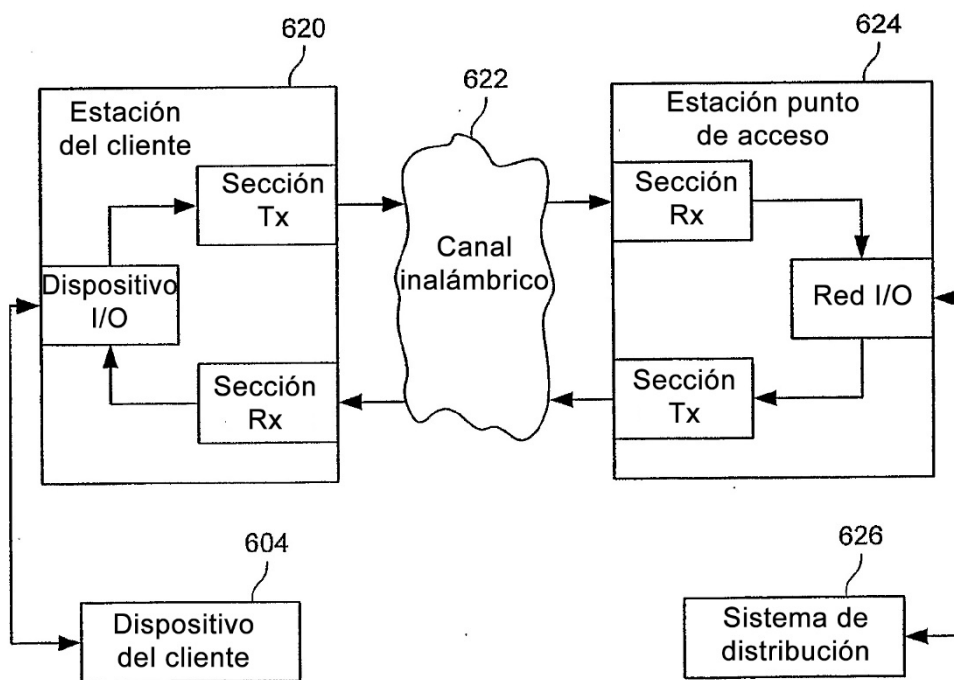 620
622
624
Estación
del cliente
Sección
Tx
Dispositivo
I/O
Sección
Rx
Canal
inalámbrico
Estación punto
de acceso
Sección
Rx
Red I/O
Sección
Tx
604
Dispositivo
del cliente
626
Sistema de
distribución